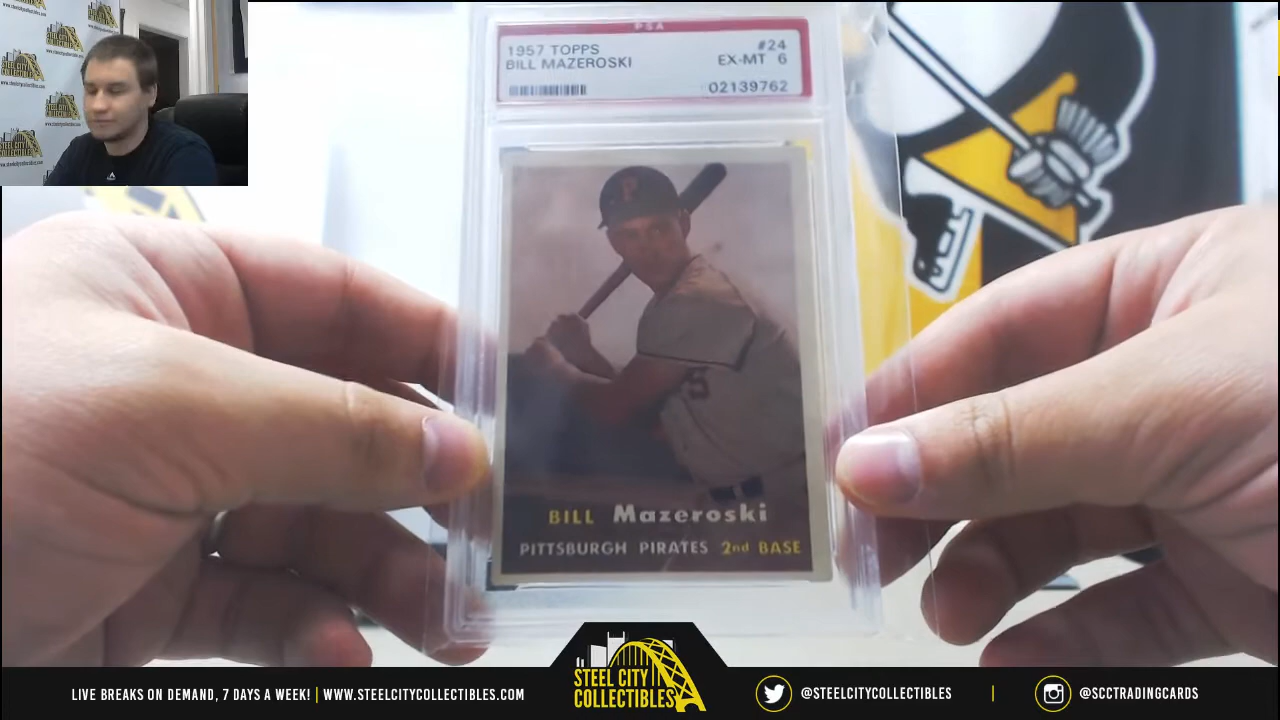 PSA
1957 TOPPS #24
BILL MAZEROSKI EX-MT 6
02139762
P
5
BILL Mazeroski
PITTSBURGH PIRATES 2nd BASE
LIVE BREAKS ON DEMAND, 7 DAYS A WEEK! | WWW.STEELCITYCOLLECTIBLES.COM
STEEL CITY
COLLECTIBLES
@STEELCITYCOLLECTIBLES | @SCCTRADINGCARDS